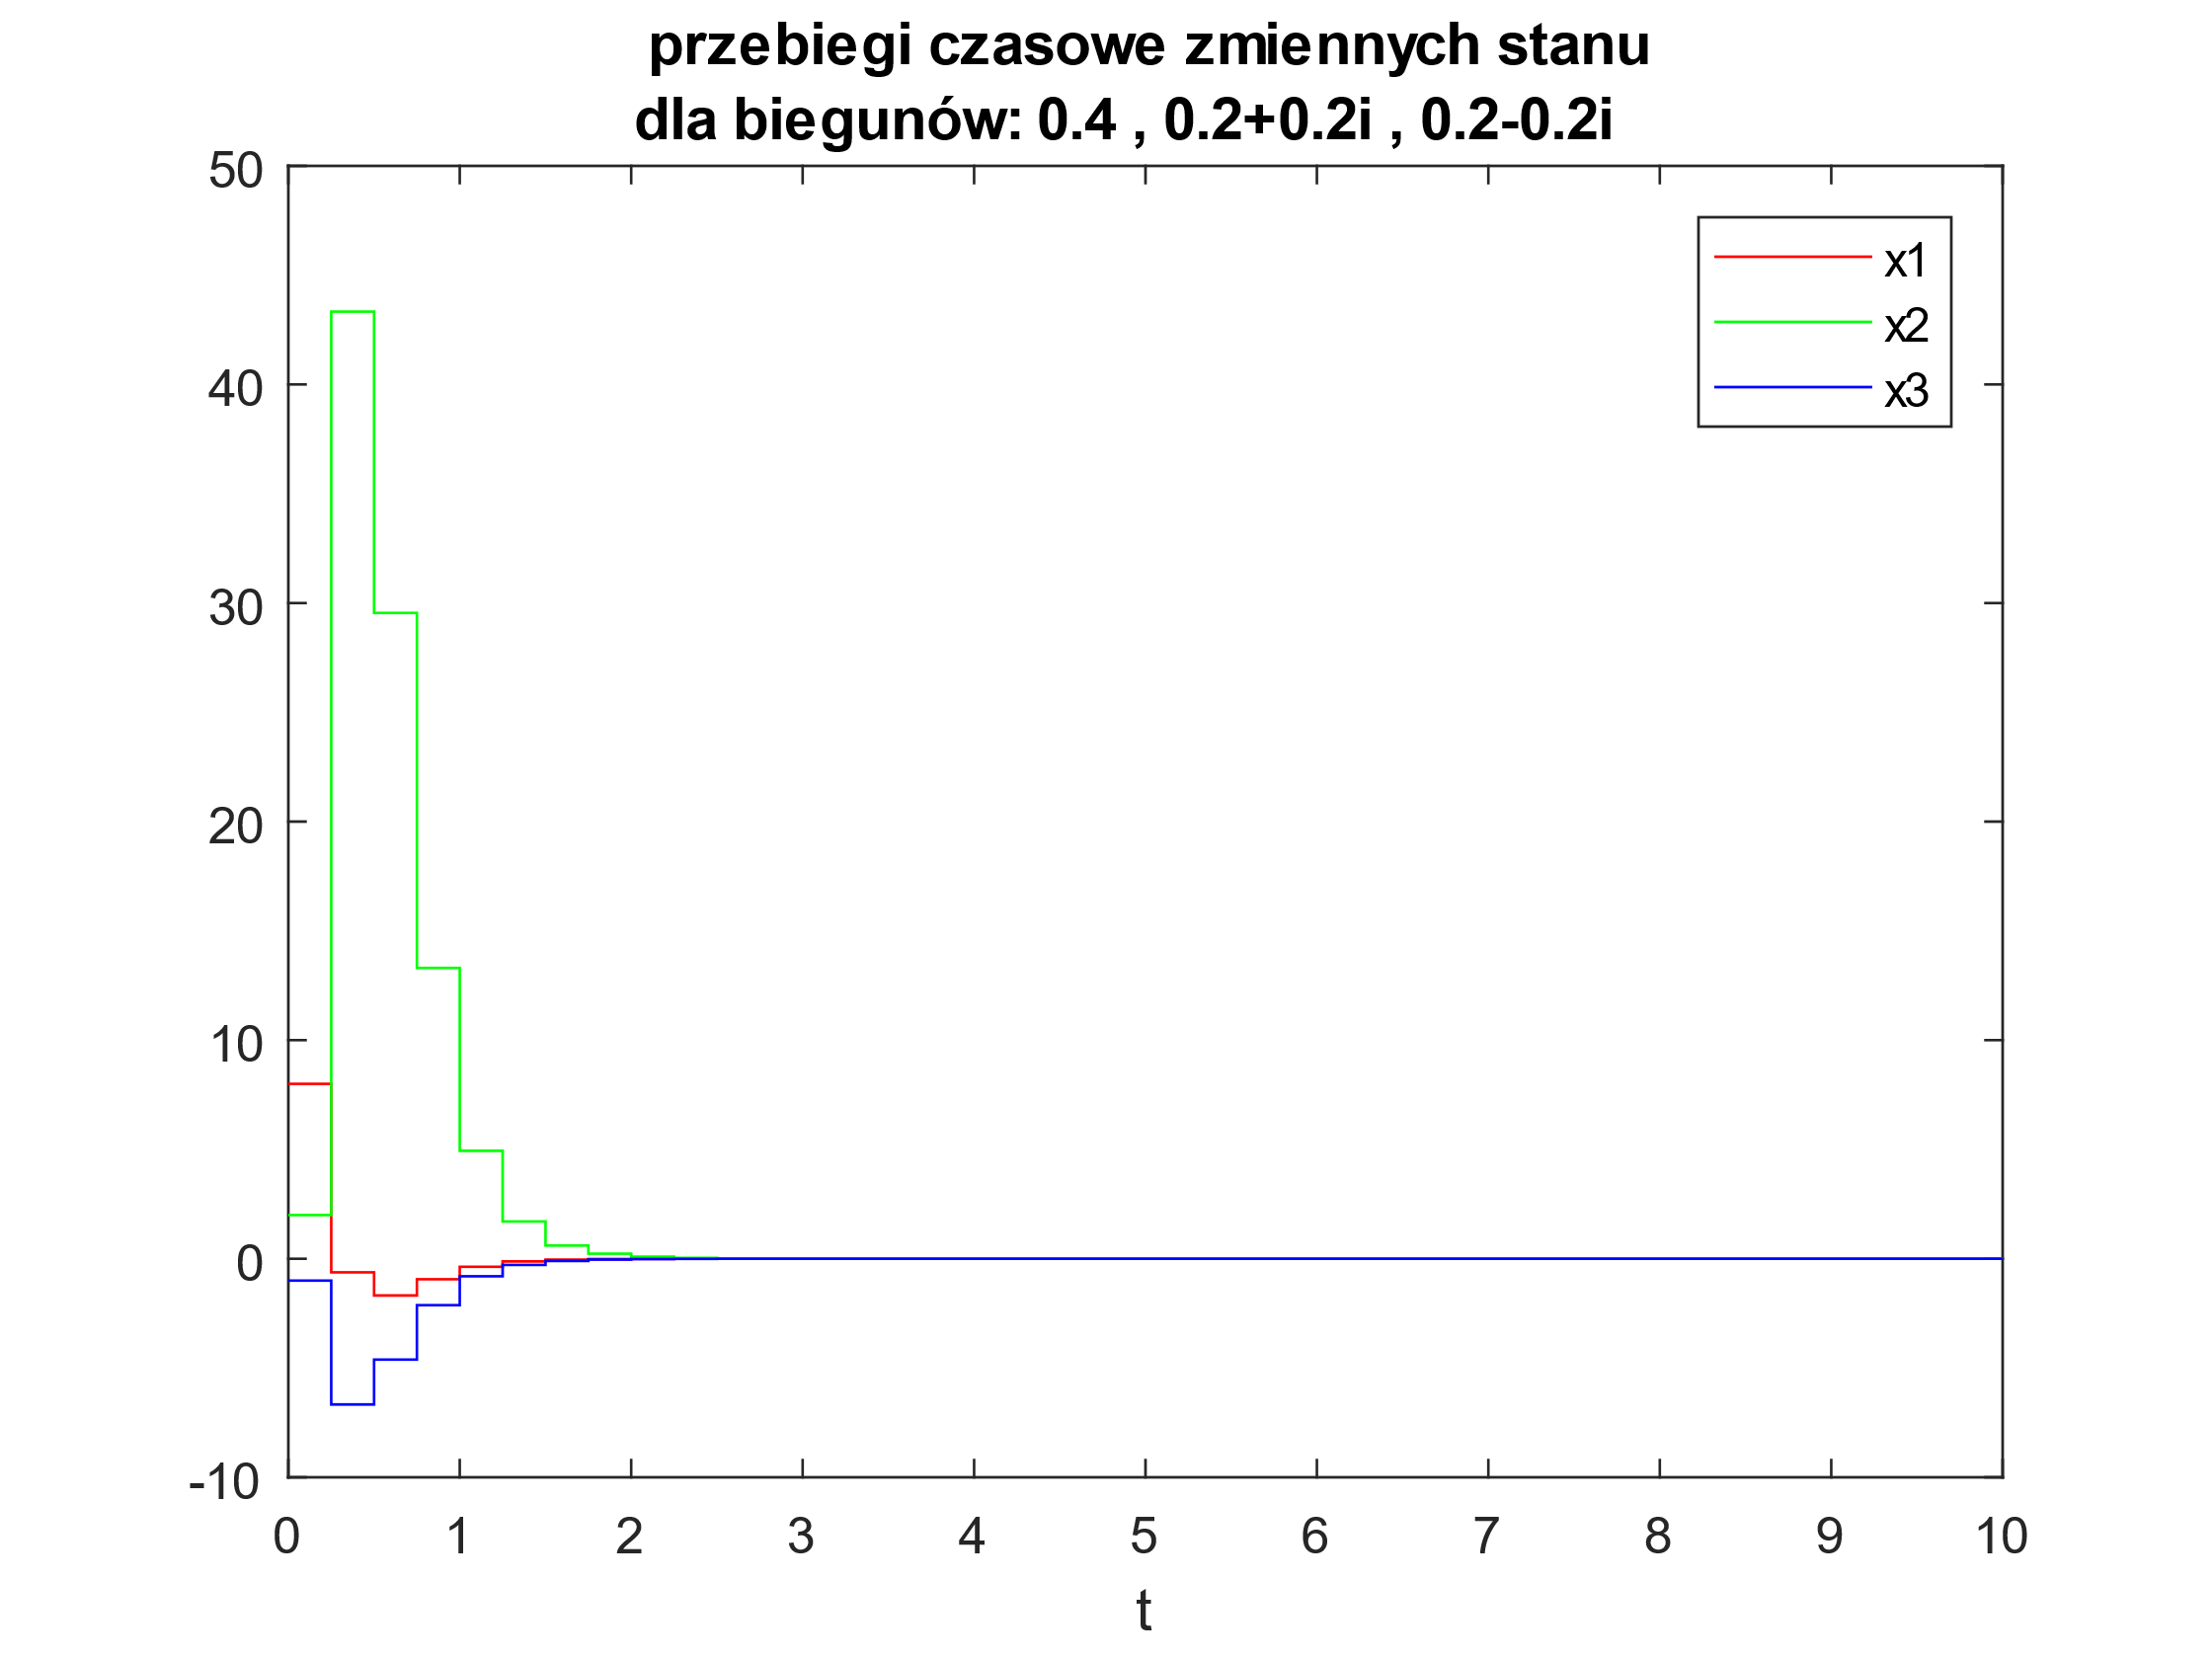 przebiegi czasowe zmiennych stanu
dla biegunów: 0.4 , 0.2+0.2i , 0.2-0.2i
50
40
30
20
10
0
-10
x1
x2
x3
0 1 2 3 4 5 6 7 8 9 10
t